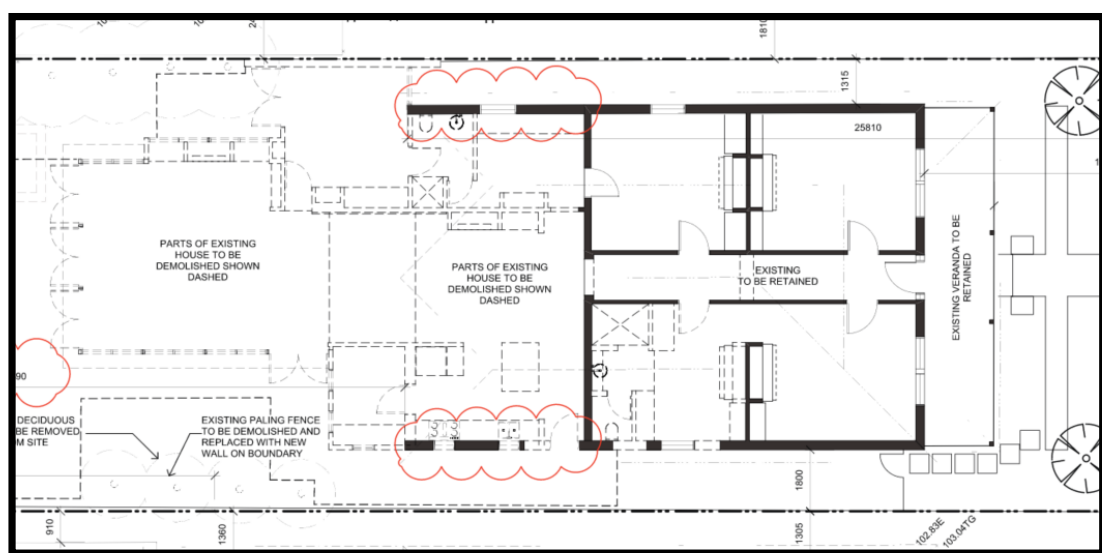 1810
1315
25810
PARTS OF EXISTING
HOUSE TO BE
DEMOLISHED SHOWN
DASHED
PARTS OF EXISTING
HOUSE TO BE
DEMOLISHED SHOWN
DASHED
EXISTING
TO BE RETAINED
EXISTING VERANDA TO BE
RETAINED
90
DECIDUOUS
BE REMOVED
OM SITE
EXISTING PALING FENCE
TO BE DEMOLISHED AND
REPLACED WITH NEW
WALL ON BOUNDARY
910
1360
1800
1305
102.83E
103.04TG